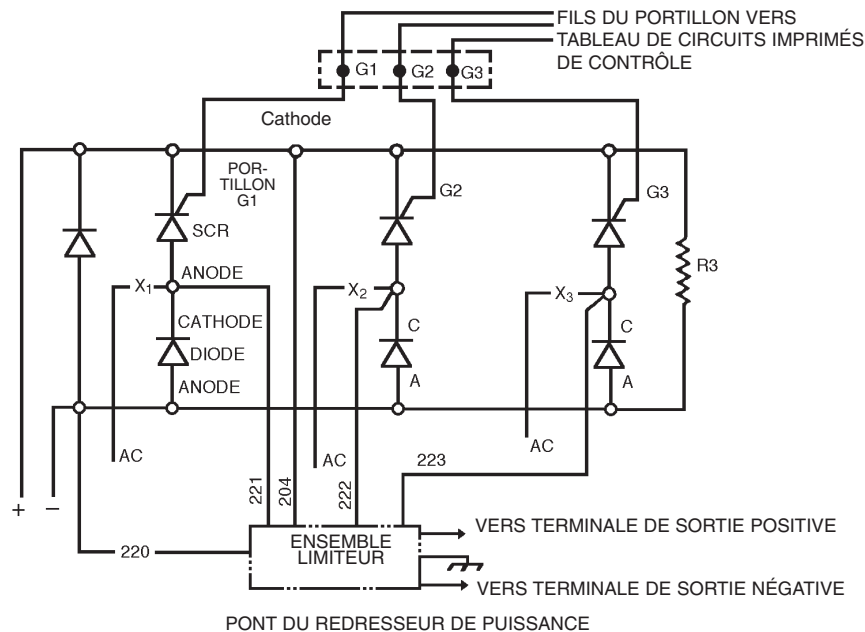 FILS DU PORTILLON VERS
TABLEAU DE CIRCUITS IMPRIMÉS
DE CONTRÔLE
G1
G2
G3
Cathode
POR-
TILLON
G1
G2
G3
SCR
R3
ANODE
X1
X2
X3
CATHODE
C
C
DIODE
ANODE
A
A
AC
AC
AC
221
204
222
223
+
–
220
ENSEMBLE
LIMITEUR
VERS TERMINALE DE SORTIE POSITIVE
VERS TERMINALE DE SORTIE NÉGATIVE
PONT DU REDRESSEUR DE PUISSANCE